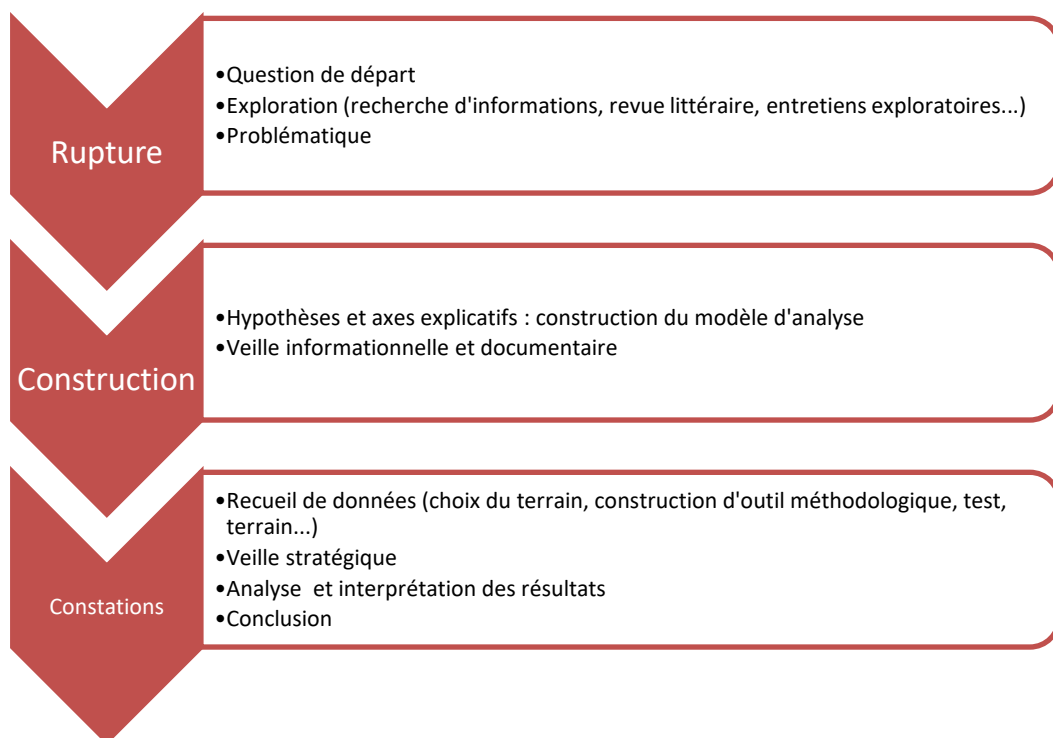 Rupture
•Question de départ
•Exploration (recherche d'informations, revue littéraire, entretiens exploratoires...)
•Problématique
Construction
•Hypothèses et axes explicatifs : construction du modèle d'analyse
•Veille informationnelle et documentaire
Constations
•Recueil de données (choix du terrain, construction d'outil méthodologique, test,
terrain...)
•Veille stratégique
•Analyse  et interprétation des résultats
•Conclusion